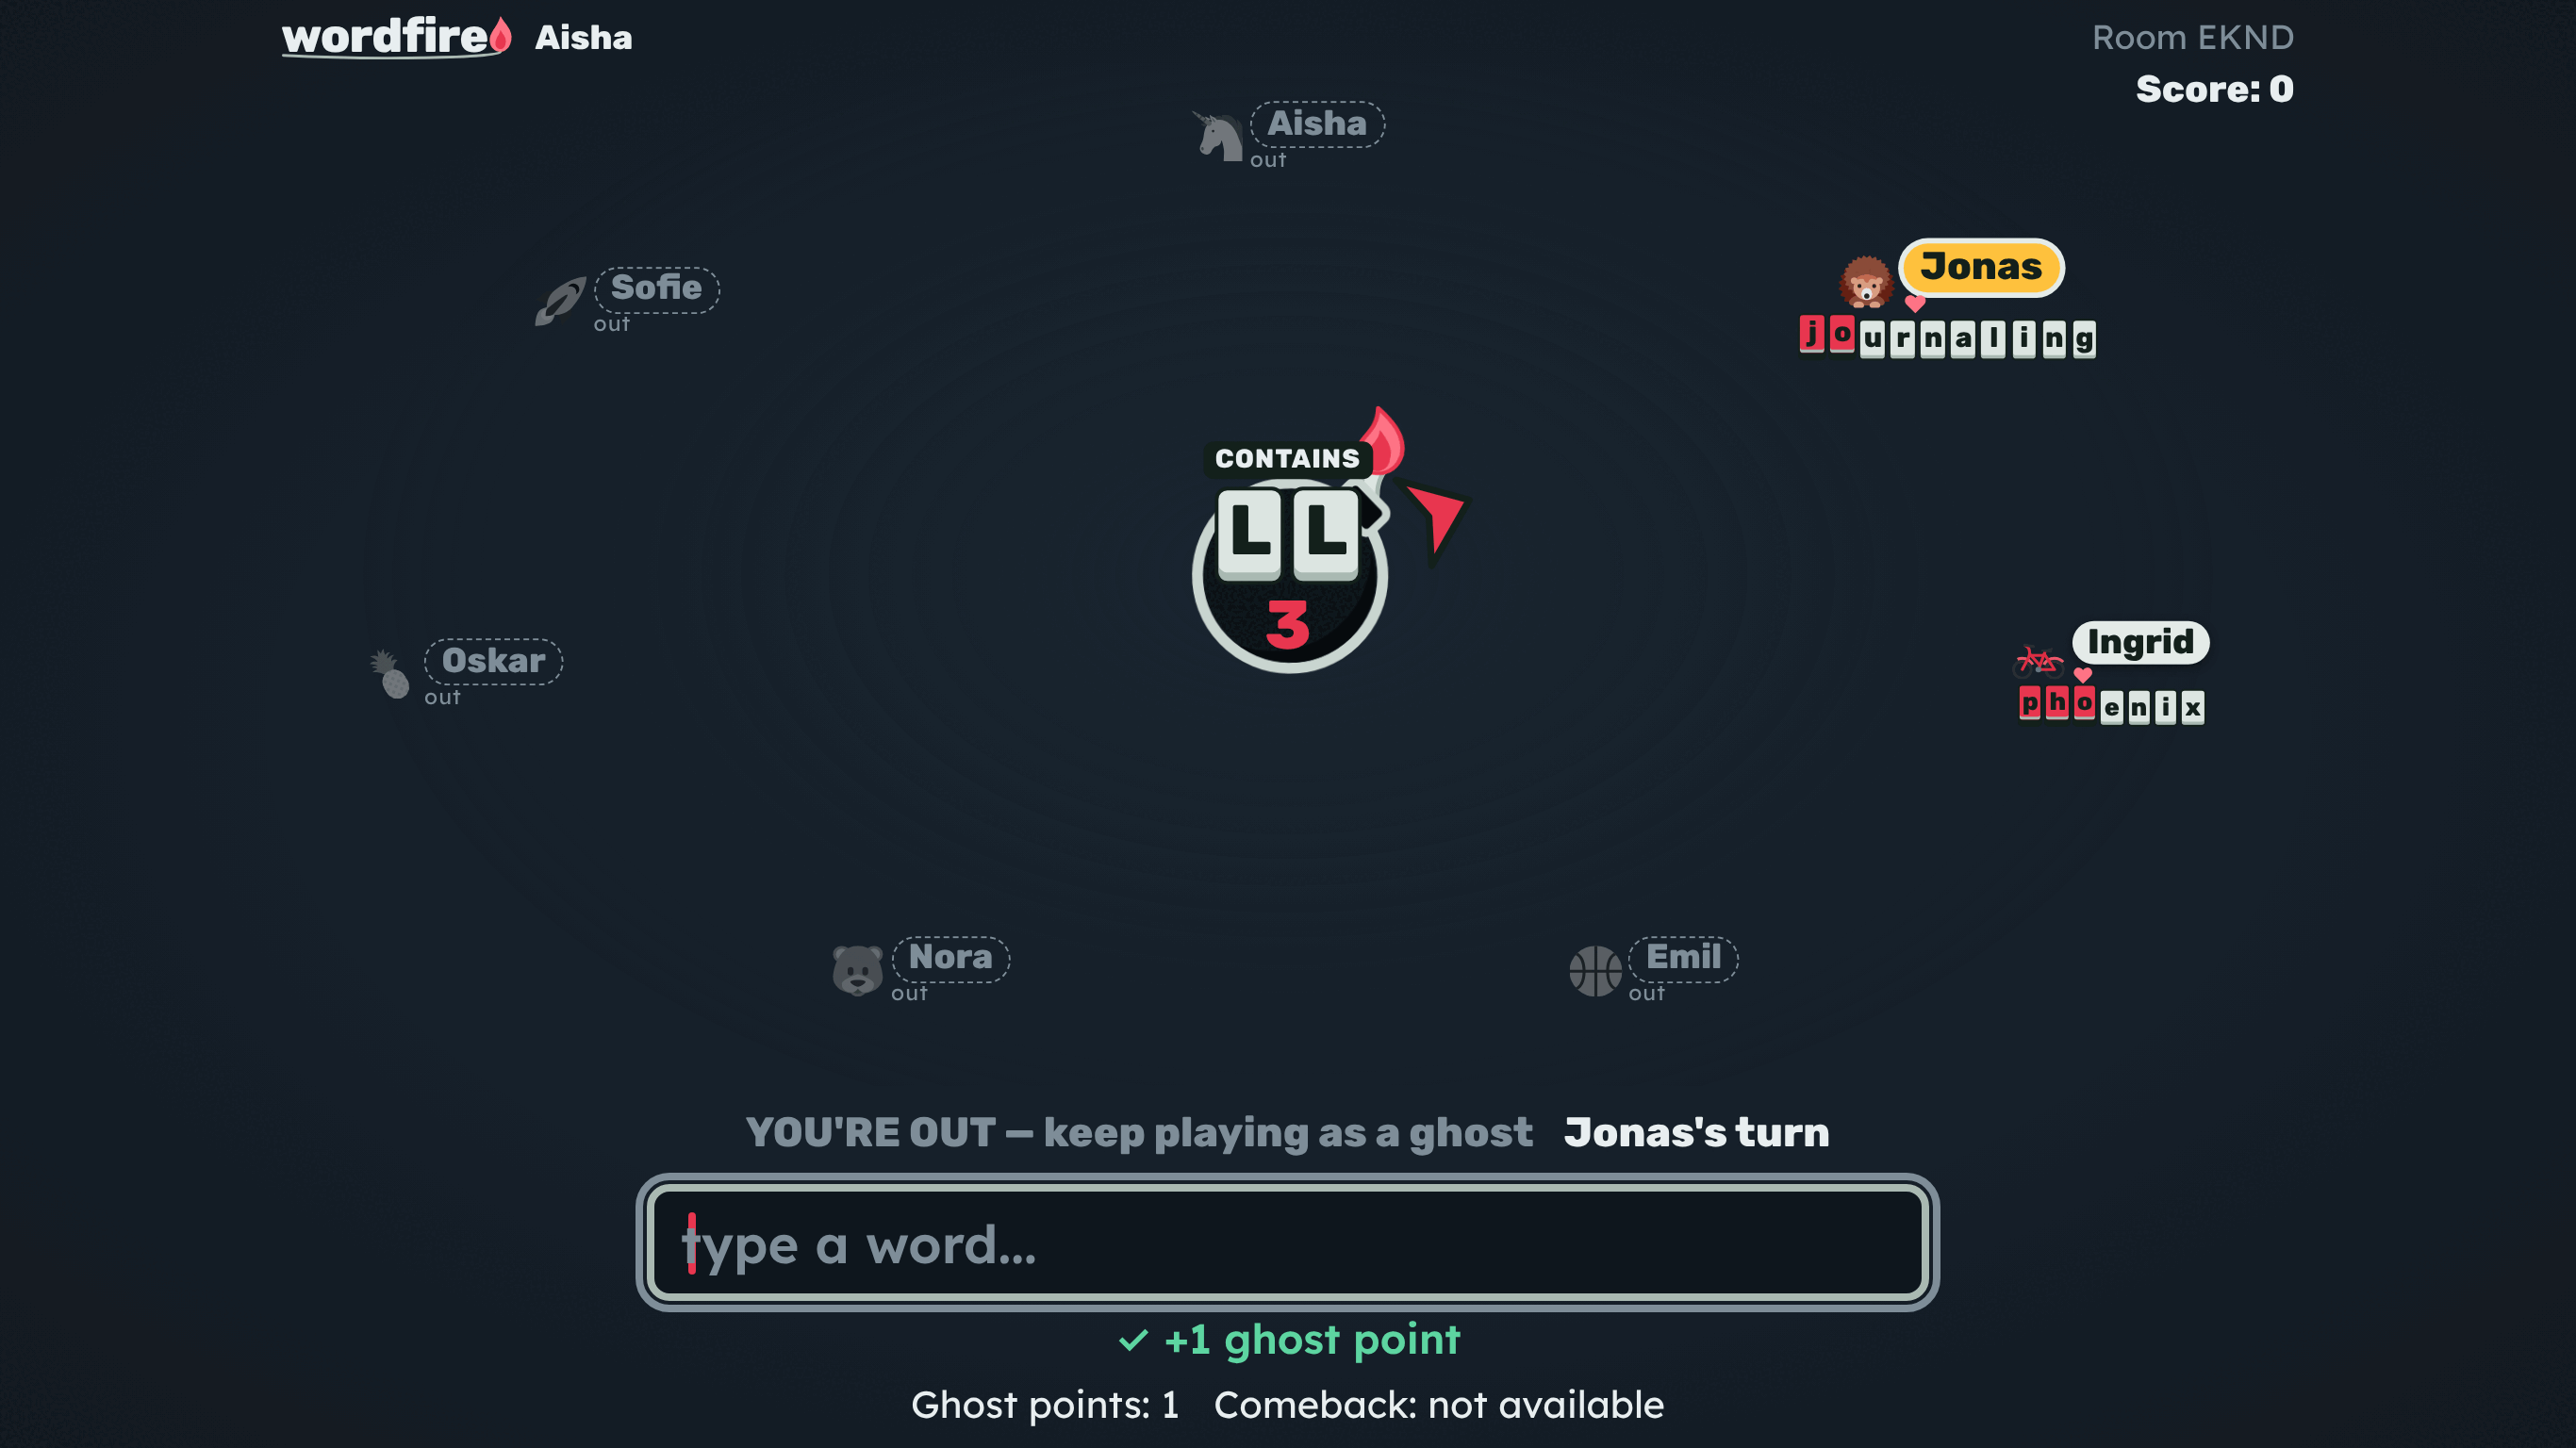 wordfire Aisha
Room EKND
Score: 0
Aisha
out
Sofie
out
Jonas
journaling
CONTAINS
LL
3
Oskar
out
Ingrid
phoenix
Nora
out
Emil
out
YOU'RE OUT — keep playing as a ghost Jonas's turn
type a word...
✓ +1 ghost point
Ghost points: 1 Comeback: not available